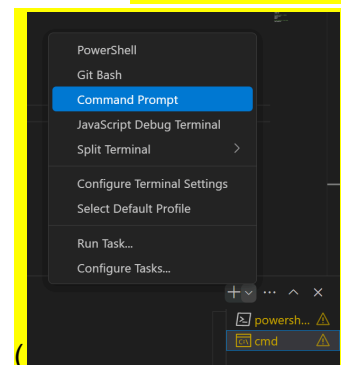 PowerShell
Git Bash
Command Prompt
JavaScript Debug Terminal
Split Terminal
Configure Terminal Settings
Select Default Profile
Run Task...
Configure Tasks...
powersh...
cmd
(